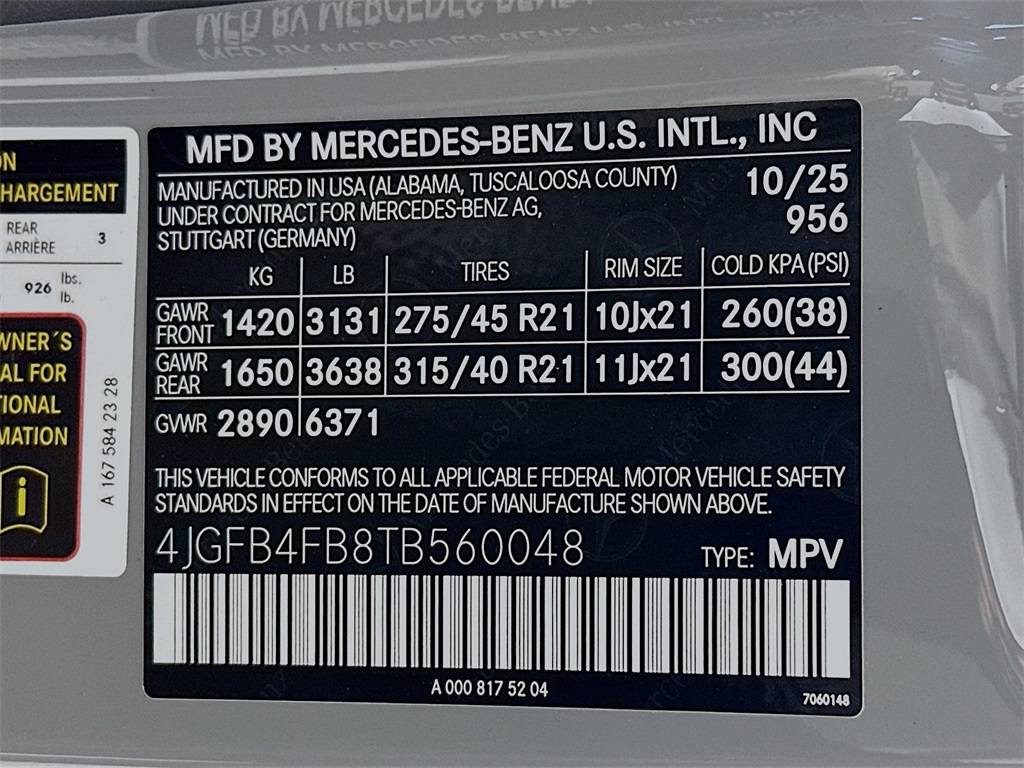 MFD BY MERCEDES-BENZ U.S. INTL., INC
MANUFACTURED IN USA (ALABAMA, TUSCALOOSA COUNTY) 10/25
UNDER CONTRACT FOR MERCEDES-BENZ AG, 956
STUTTGART (GERMANY)
KG LB TIRES RIM SIZE COLD KPA (PSI)
GAWR FRONT 1420 3131 275/45 R21 10Jx21 260(38)
GAWR REAR 1650 3638 315/40 R21 11Jx21 300(44)
GVWR 2890 6371
THIS VEHICLE CONFORMS TO ALL APPLICABLE FEDERAL MOTOR VEHICLE SAFETY
STANDARDS IN EFFECT ON THE DATE OF MANUFACTURE SHOWN ABOVE.
4JGFB4FB8TB560048 TYPE: MPV
A 000 817 52 04
7060148
ON
HARGEMENT
REAR
ARRIÈRE 3
926 lbs.
lb.
WNER´S
AL FOR
TIONAL
MATION
i
A 167 584 23 28